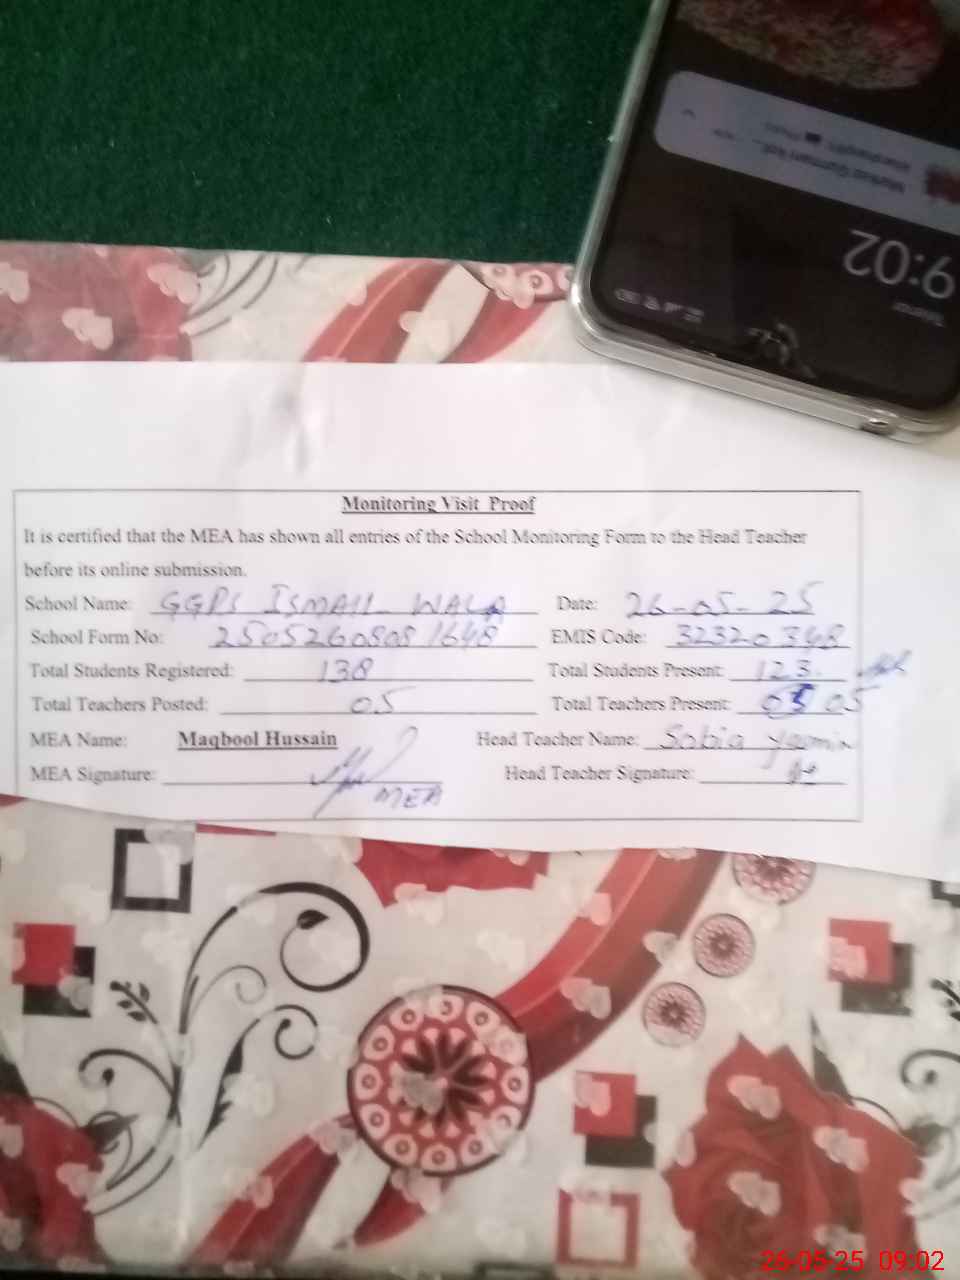 9:02
Monitoring Visit Proof
It is certified that the MEA has shown all entries of the School Monitoring Form to the Head Teacher
before its online submission.
School Name: GGPS ISMAIL WALA Date: 26-05-25
School Form No: 25052608081648 EMIS Code: 32320348
Total Students Registered: 138 Total Students Present: 123.
Total Teachers Posted: 05 Total Teachers Present: 05
MEA Name: Maqbool Hussain Head Teacher Name: Sobia Yasmin
MEA Signature: MEA Head Teacher Signature:
26-05-25 09:02